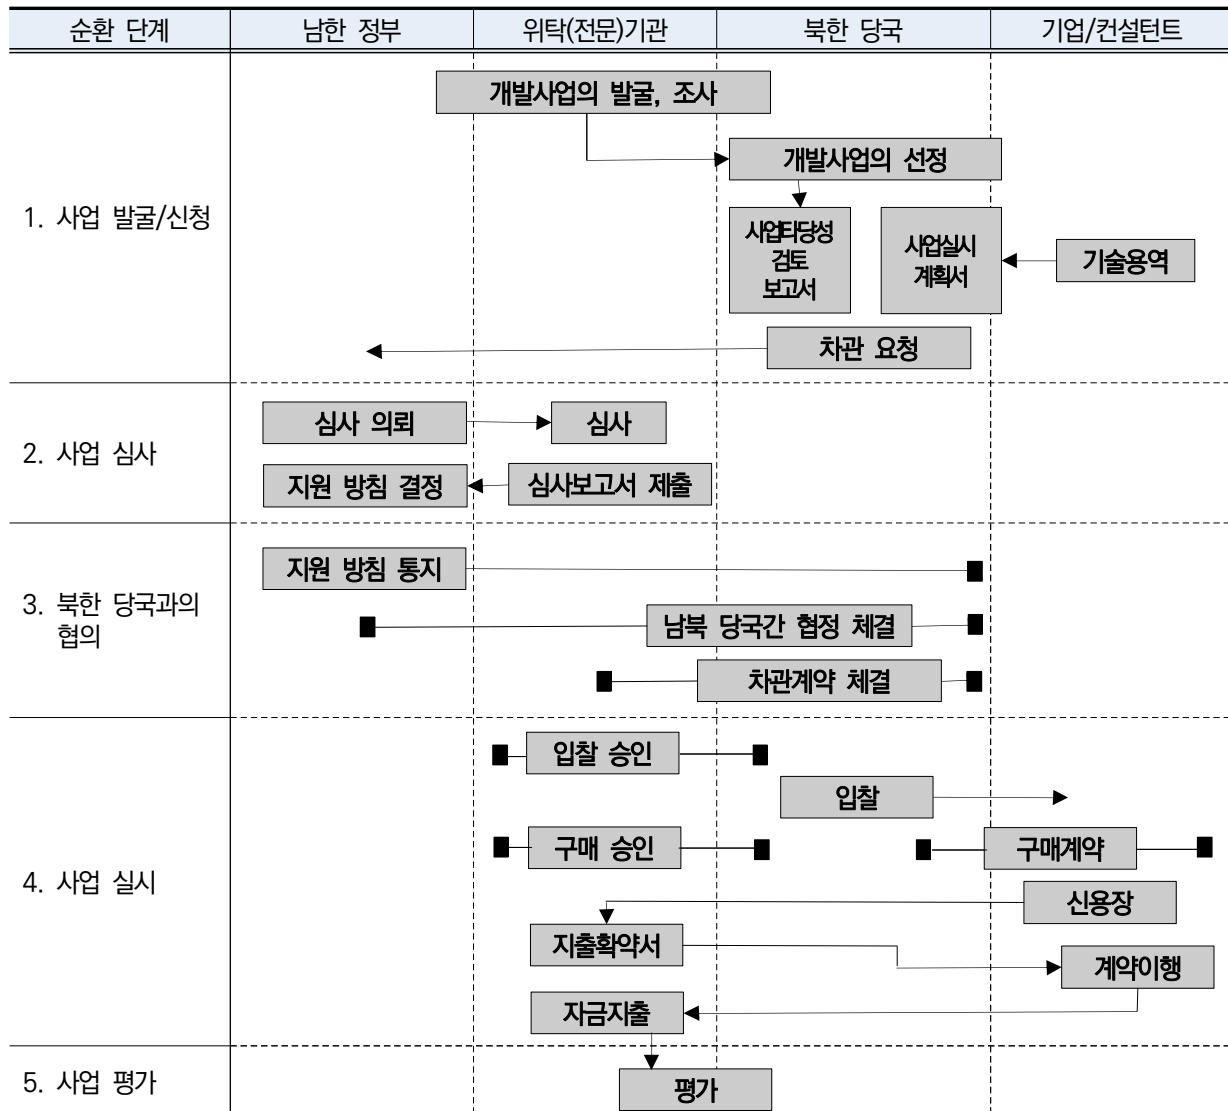 순환 단계 남한 정부 위탁(전문)기관 북한 당국 기업/컨설턴트
개발사업의 발굴, 조사
개발사업의 선정
1. 사업 발굴/신청
사업타당성
검토
보고서
사업실시
계획서
기술용역
차관 요청
2. 사업 심사
심사 의뢰 심사
지원 방침 결정 심사보고서 제출
3. 북한 당국과의
협의
지원 방침 통지
남북 당국간 협정 체결
차관계약 체결
4. 사업 실시
입찰 승인
입찰
구매 승인 구매계약
신용장
지출확약서
계약이행
자금지출
5. 사업 평가
평가